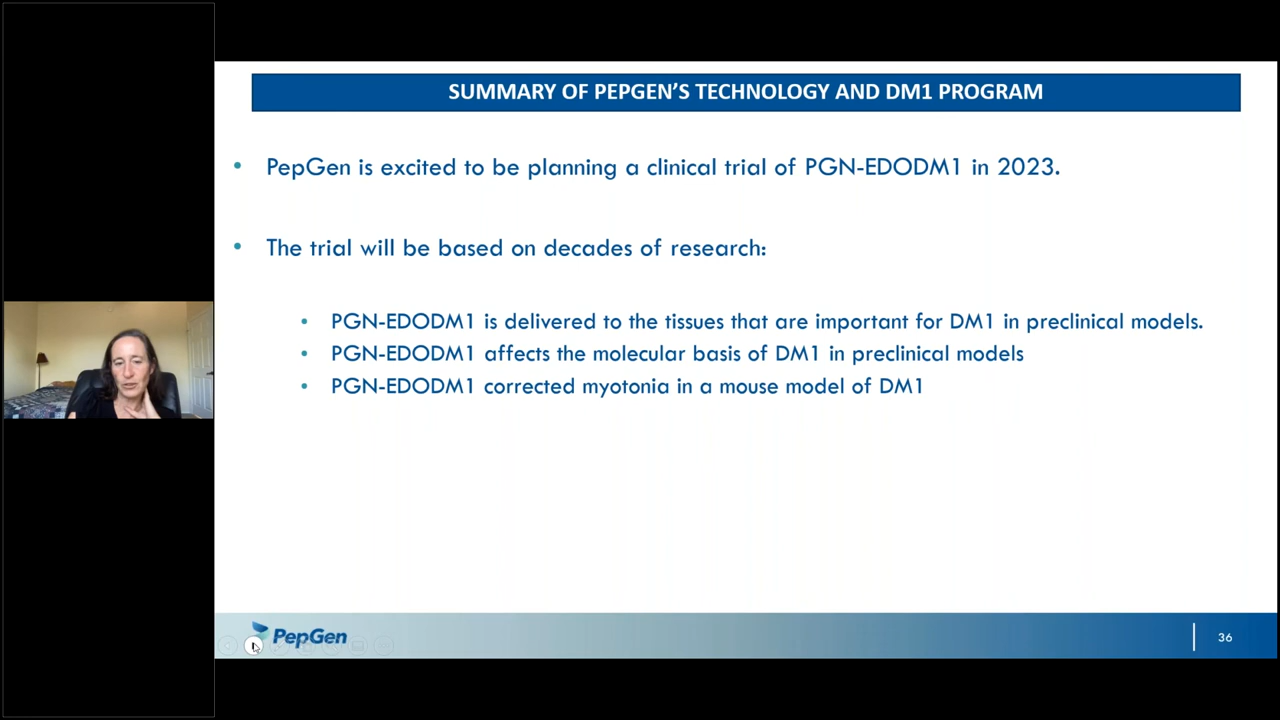 SUMMARY OF PEPGEN'S TECHNOLOGY AND DM1 PROGRAM
• PepGen is excited to be planning a clinical trial of PGN-EDODM1 in 2023.
• The trial will be based on decades of research:
• PGN-EDODM1 is delivered to the tissues that are important for DM1 in preclinical models.
• PGN-EDODM1 affects the molecular basis of DM1 in preclinical models
• PGN-EDODM1 corrected myotonia in a mouse model of DM1
PepGen
36